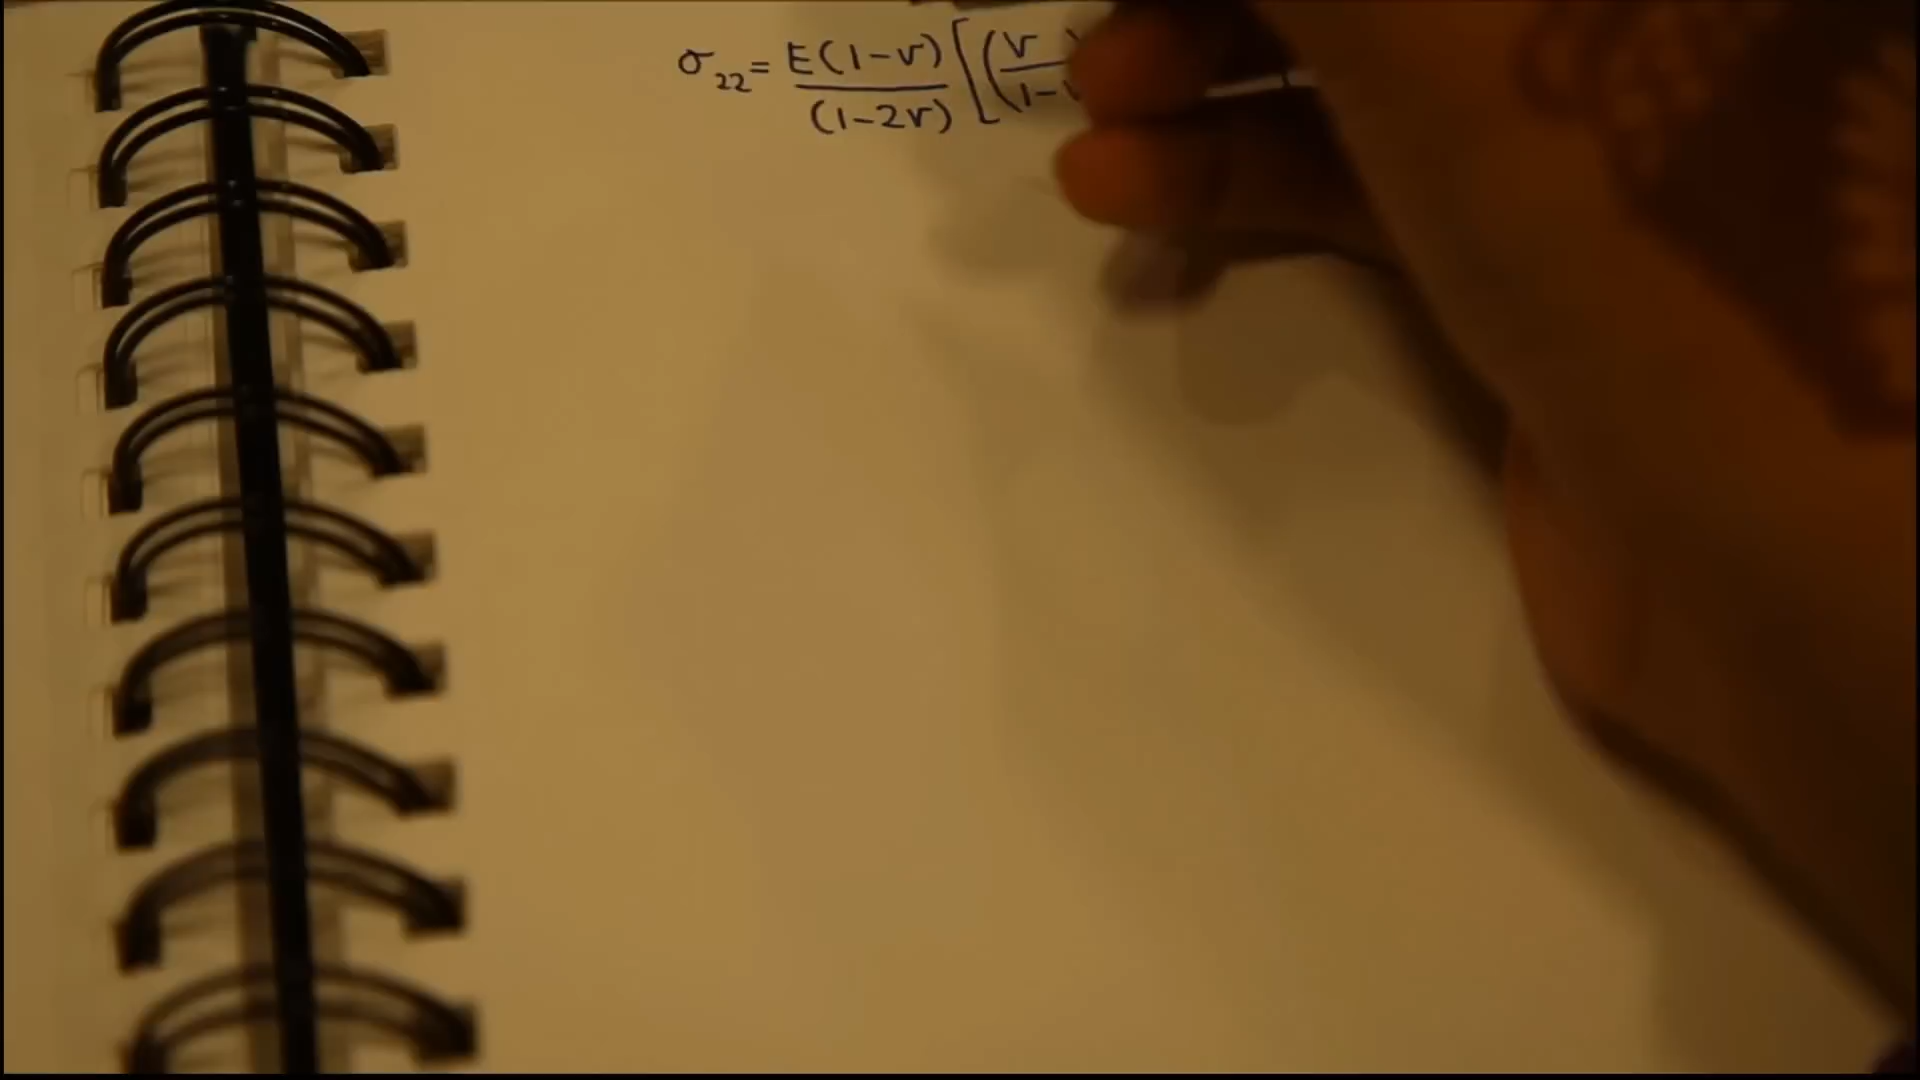 σ₂₂ = E(1-ν)/(1-2ν) [(ν/1-ν